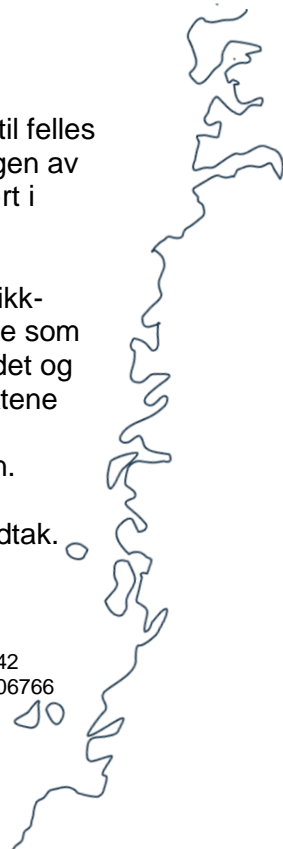 til felles
gen av
rt i
ikk-
e som
det og
tene
n.
dtak.
42
06766